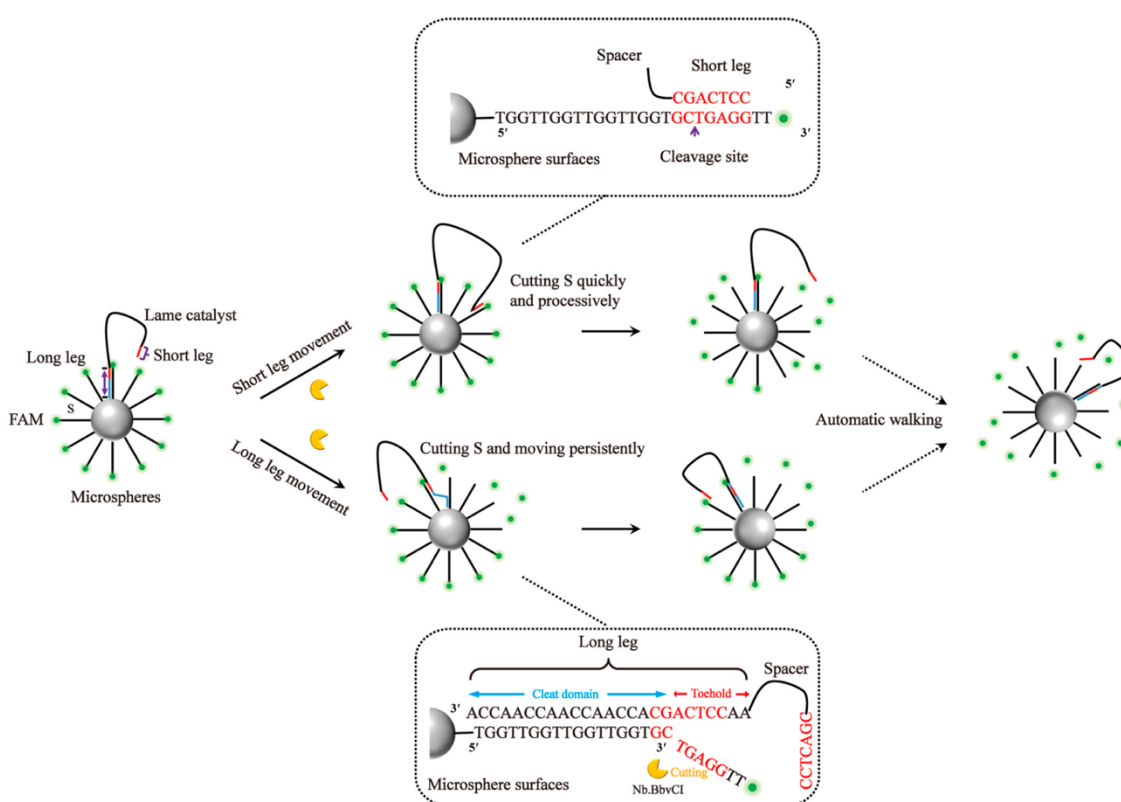 Spacer
Short leg
5′
CGACTCC
TGGTTGGTTGGTTGGTGCTGAGGTT
5′
3′
Microsphere surfaces
Cleavage site
Lame catalyst
Long leg
Short leg
FAM
S
Microspheres
Short leg movement
Long leg movement
Cutting S quickly
and processively
Cutting S and moving persistently
Automatic walking
Long leg
Spacer
Cleat domain
Toehold
3′
ACCAACCAACCAACCACGACTCCAA
TGGTTGGTTGGTTGGTGC
5′
3′
TGAGGTT
CCTCAGC
Cutting
Microsphere surfaces
Nb.BbvCI